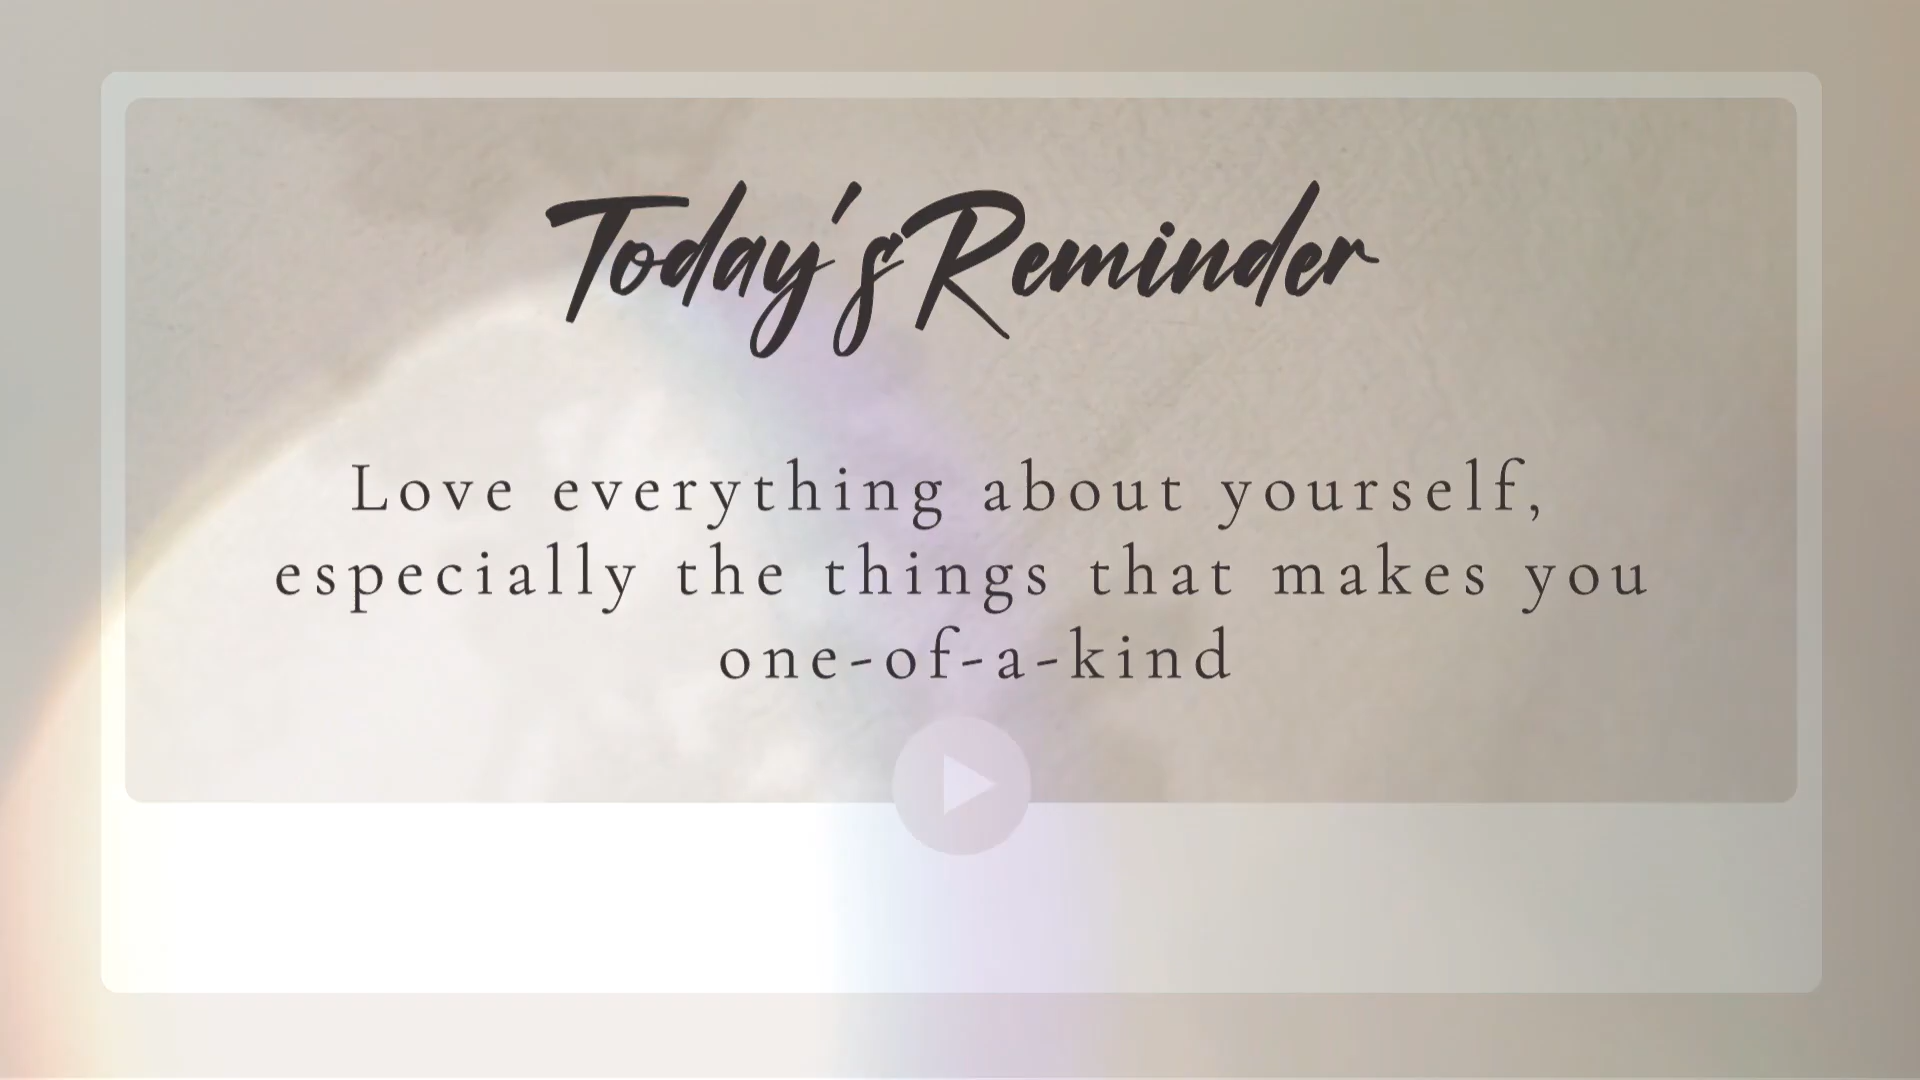 Today's Reminder
Love everything about yourself,
especially the things that makes you
one-of-a-kind